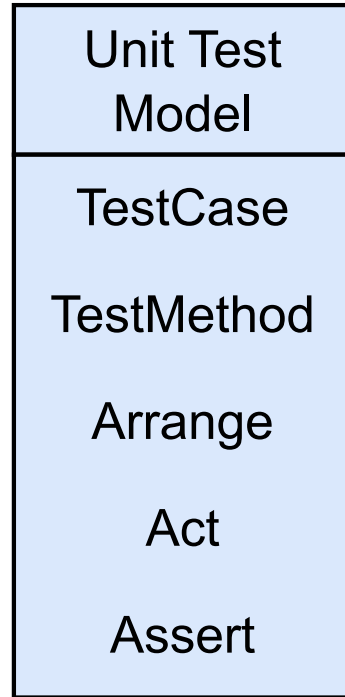 Unit Test
Model
TestCase
TestMethod
Arrange
Act
Assert